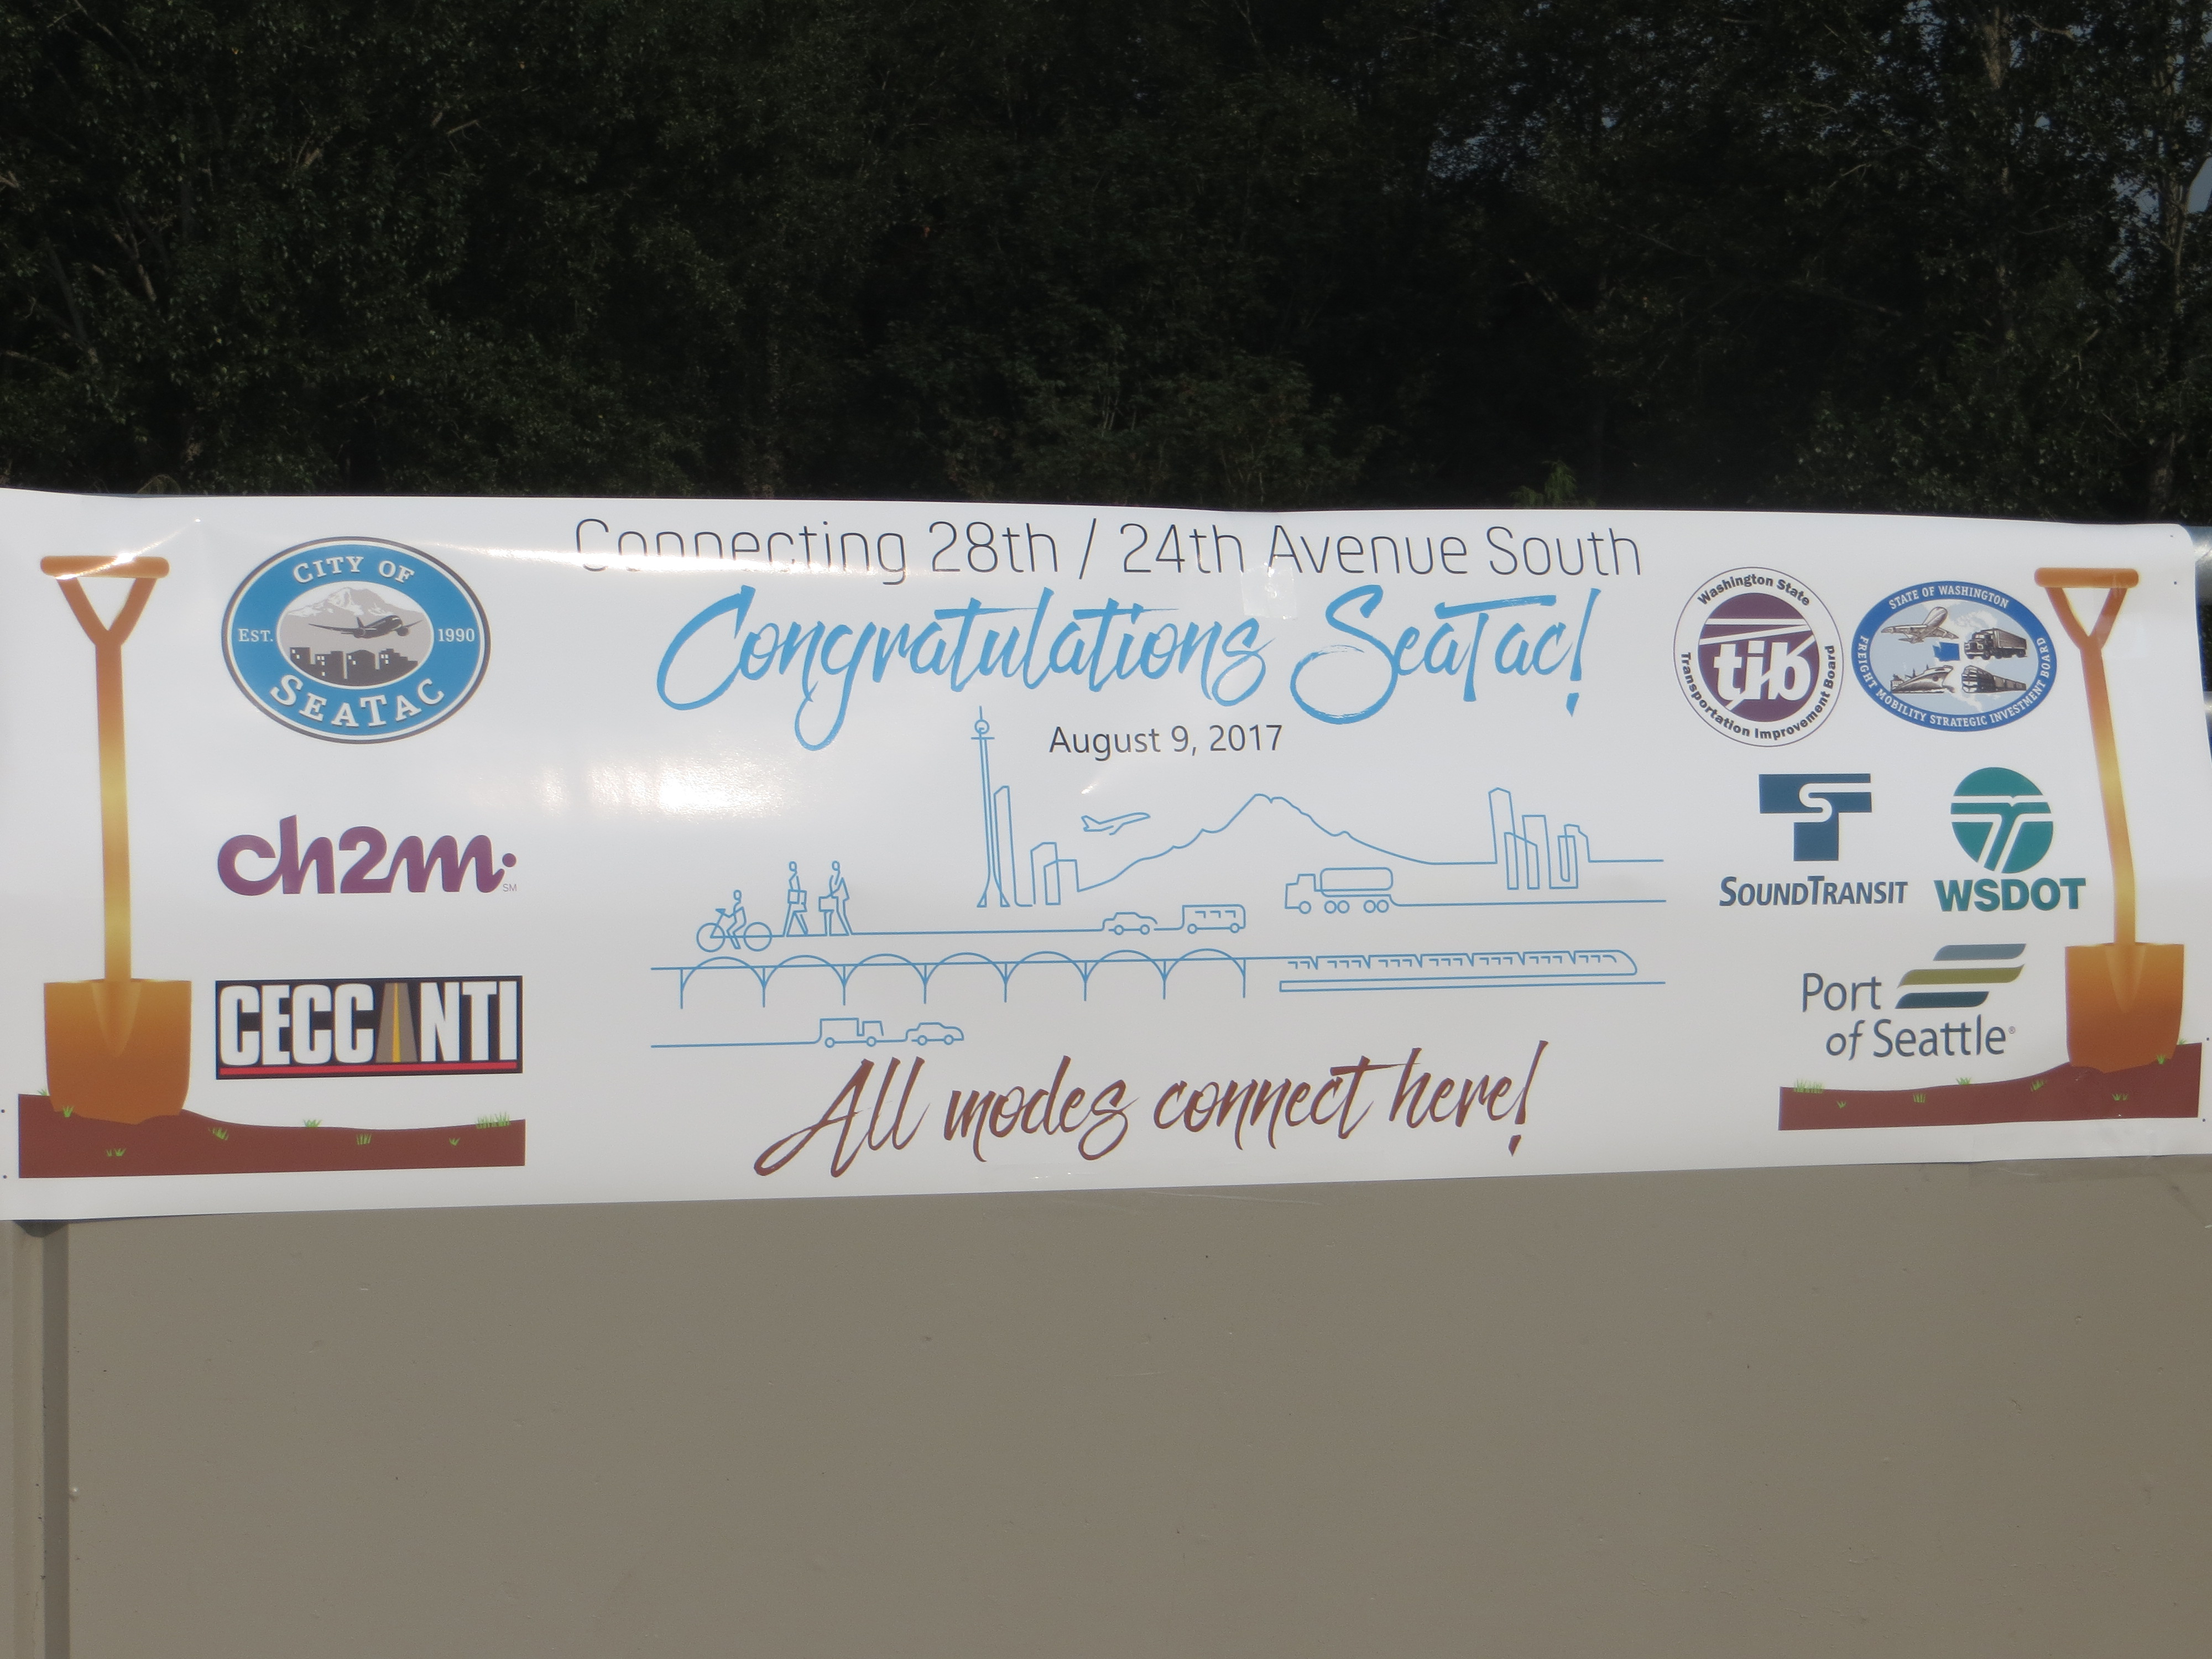 Connecting 28th / 24th Avenue South
Congratulations SeaTac!
August 9, 2017
All modes connect here!
CITY OF
EST. 1990
SEATAC
ch2m:
SM
CECCANTI
Washington State
tib
Transportation Improvement Board
STATE OF WASHINGTON
FREIGHT MOBILITY STRATEGIC INVESTMENT BOARD
ST
SOUNDTRANSIT
WSDOT
Port
of Seattle®